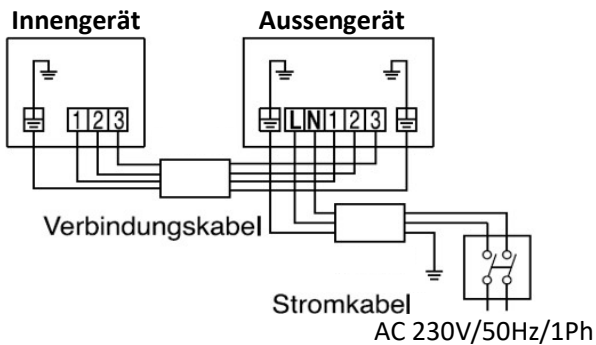 Innengerät
Aussengerät
1 2 3
L N 1 2 3
Verbindungskabel
Stromkabel
AC 230V/50Hz/1Ph